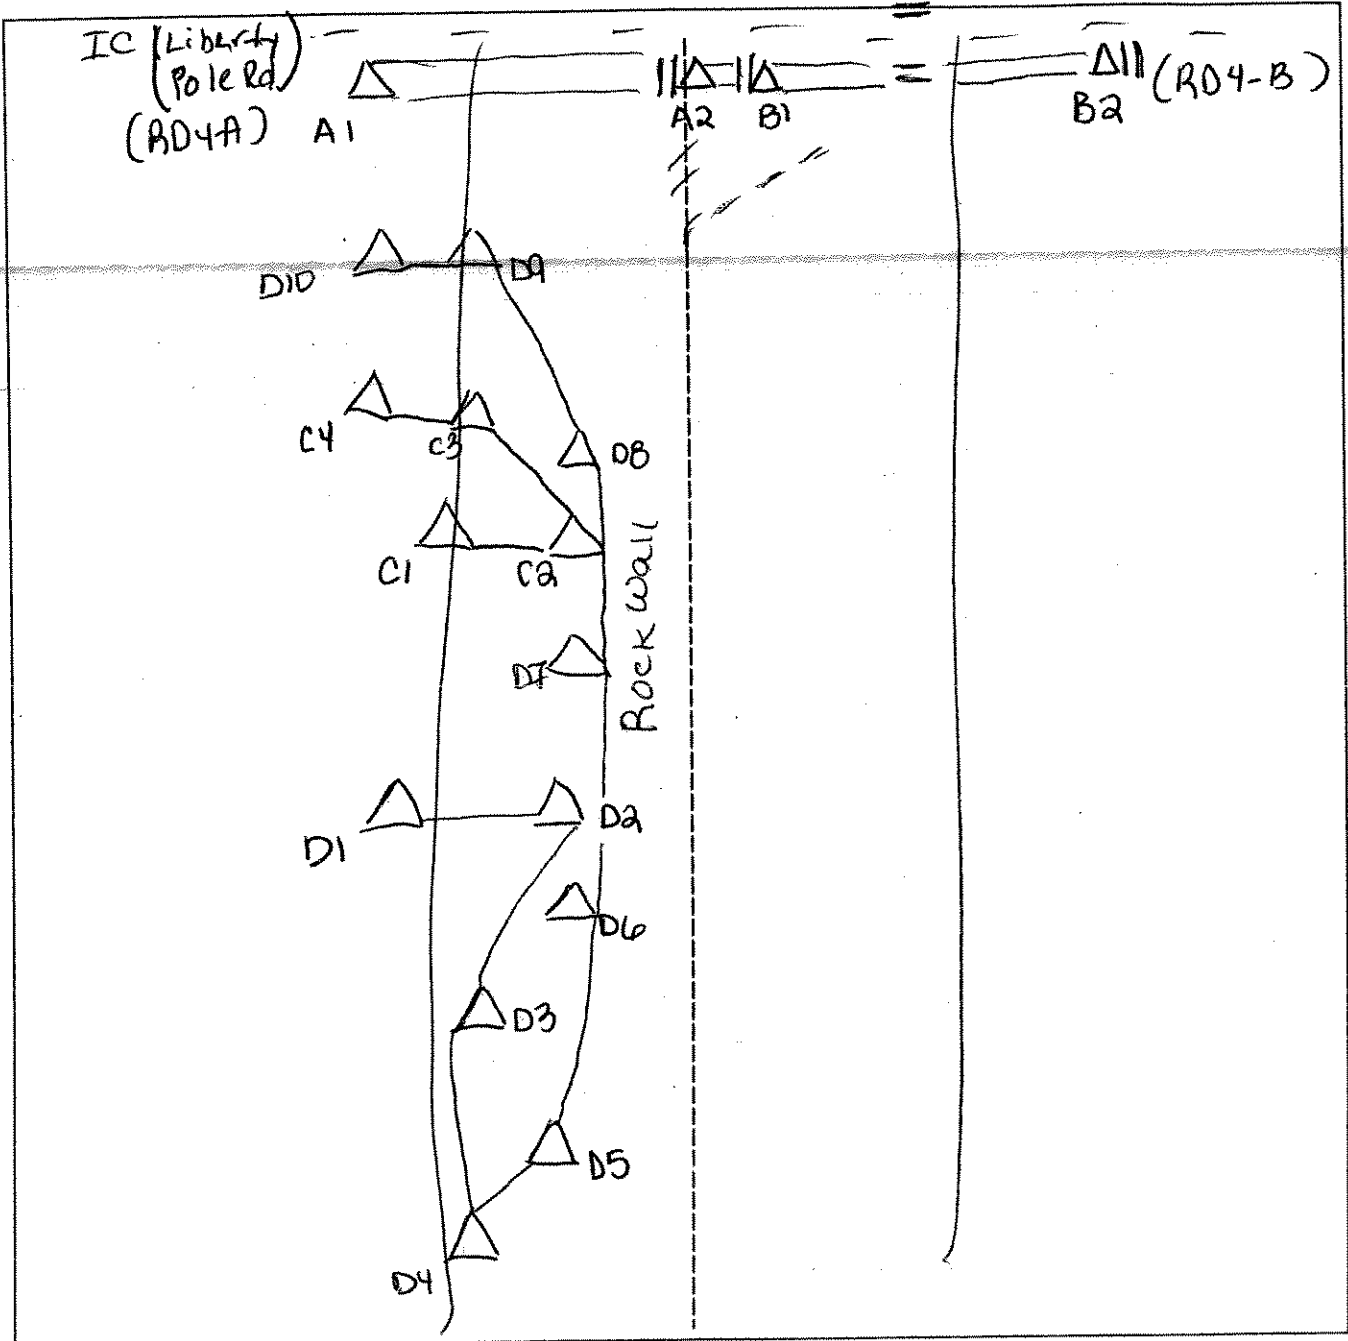 IC (Liberty
Pole Rd)
(RD4A) A1
A2 B1
B2 (RD4-B)
D10 D9
C4 C3 D8
C1 C2
Rock Wall
D7
D1 D2
D6
D3
D5
D4